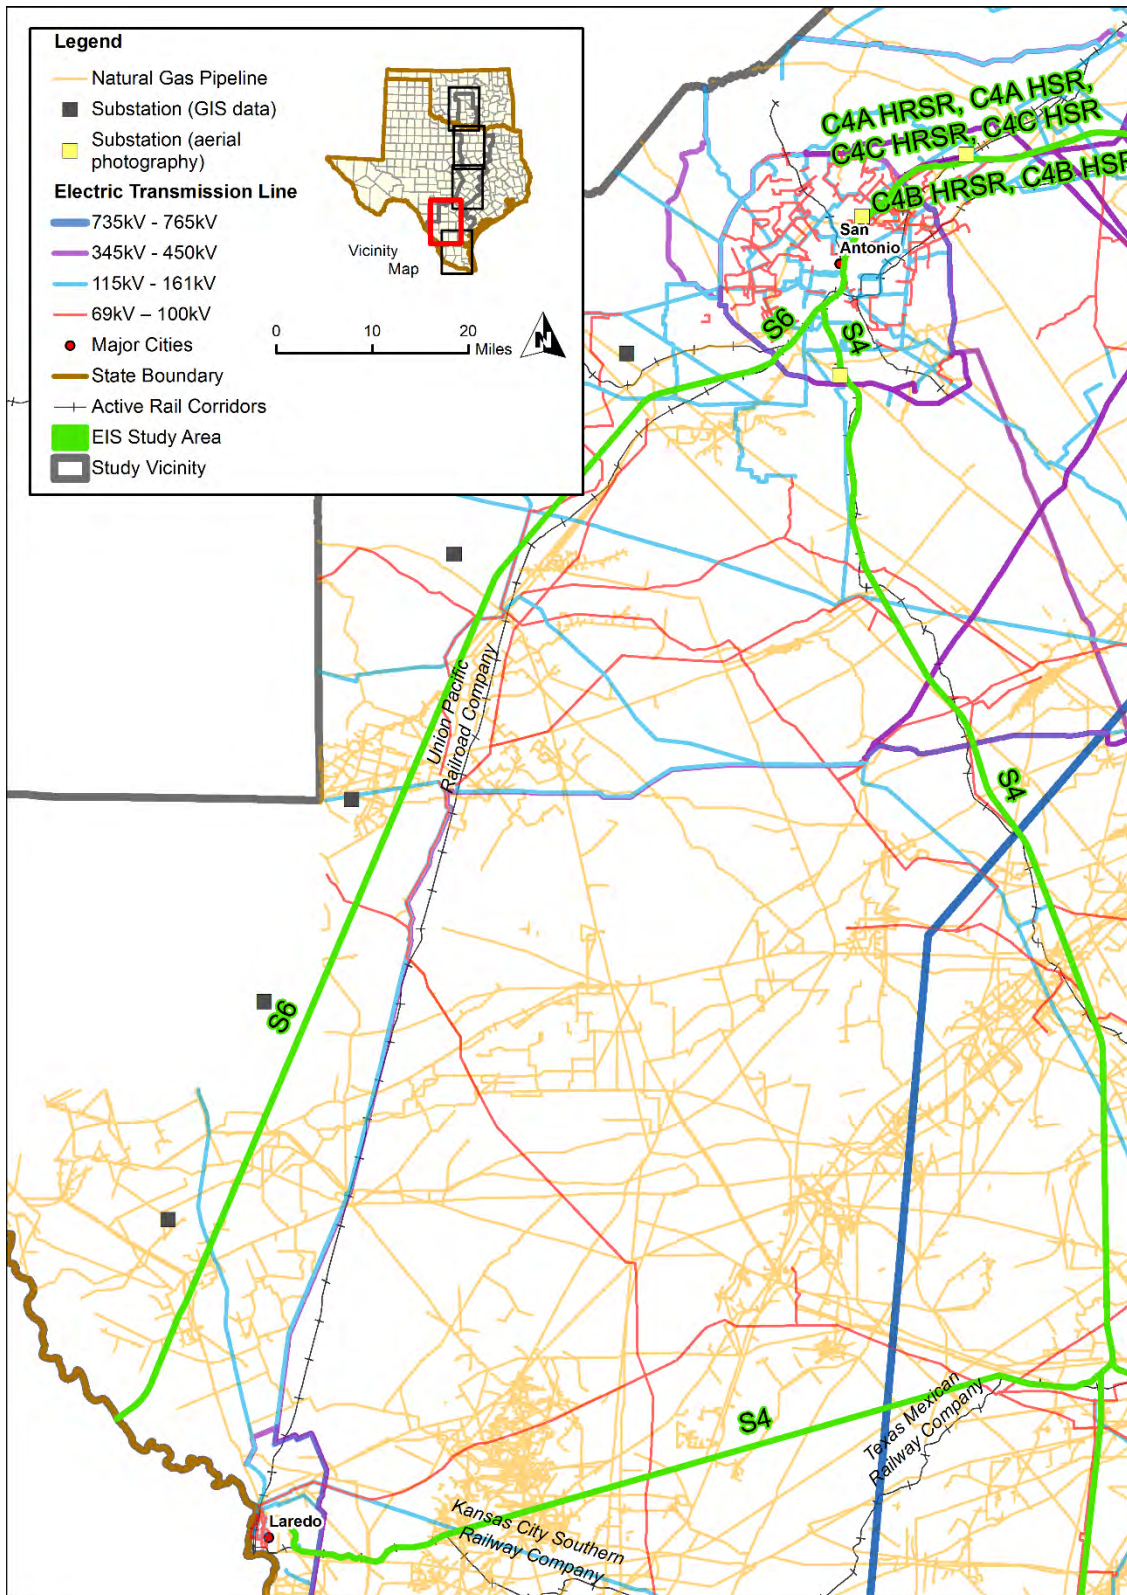 Legend
Natural Gas Pipeline
Substation (GIS data)
Substation (aerial
photography)
Electric Transmission Line
735kV - 765kV
345kV - 450kV
115kV - 161kV
69kV – 100kV
Major Cities
State Boundary
Active Rail Corridors
EIS Study Area
Study Vicinity
Vicinity
Map
0 10 20
Miles
N
C4A HRSR, C4A HSR,
C4C HRSR, C4C HSR
C4B HRSR, C4B HSR
San
Antonio
S6
S4
Union Pacific
Railroad Company
S4
S6
S4
Texas Mexican
Railway Company
Kansas City Southern
Railway Company
Laredo